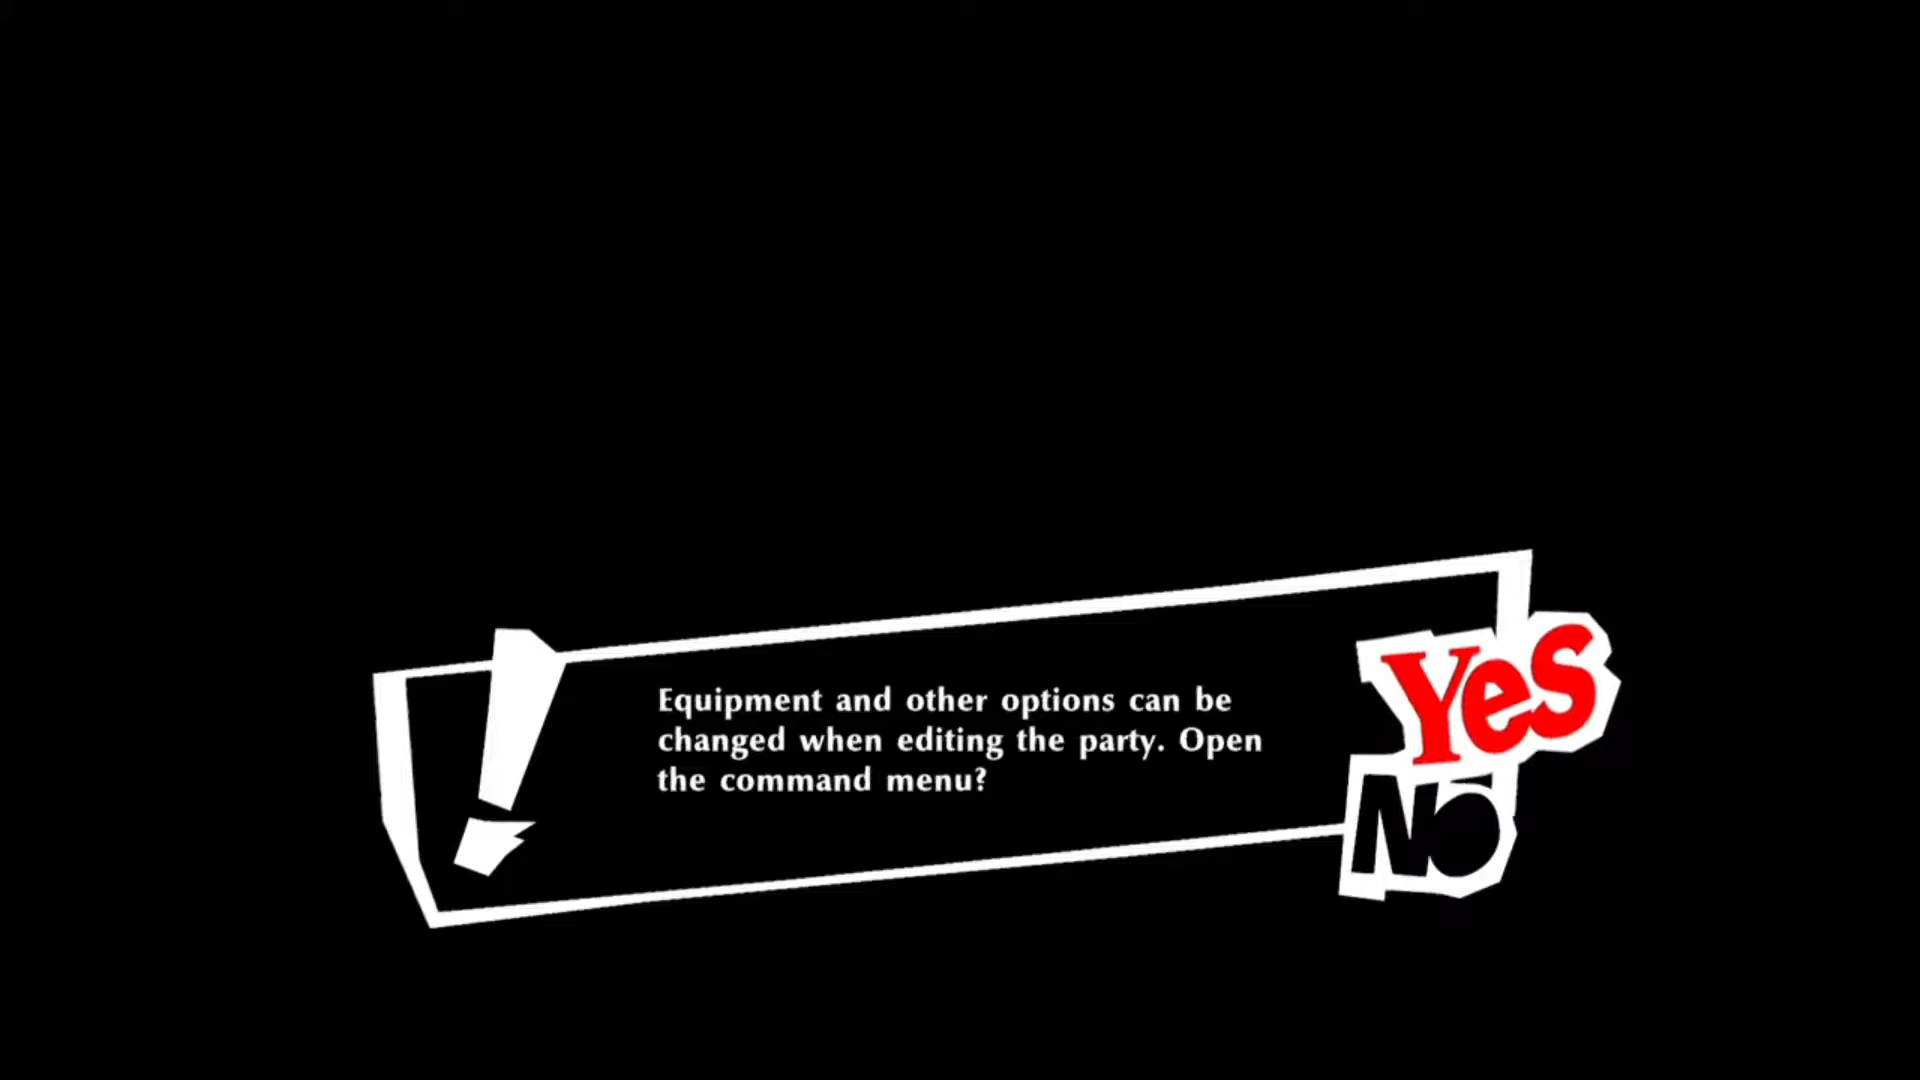 Equipment and other options can be
changed when editing the party. Open
the command menu?
Yes
NO